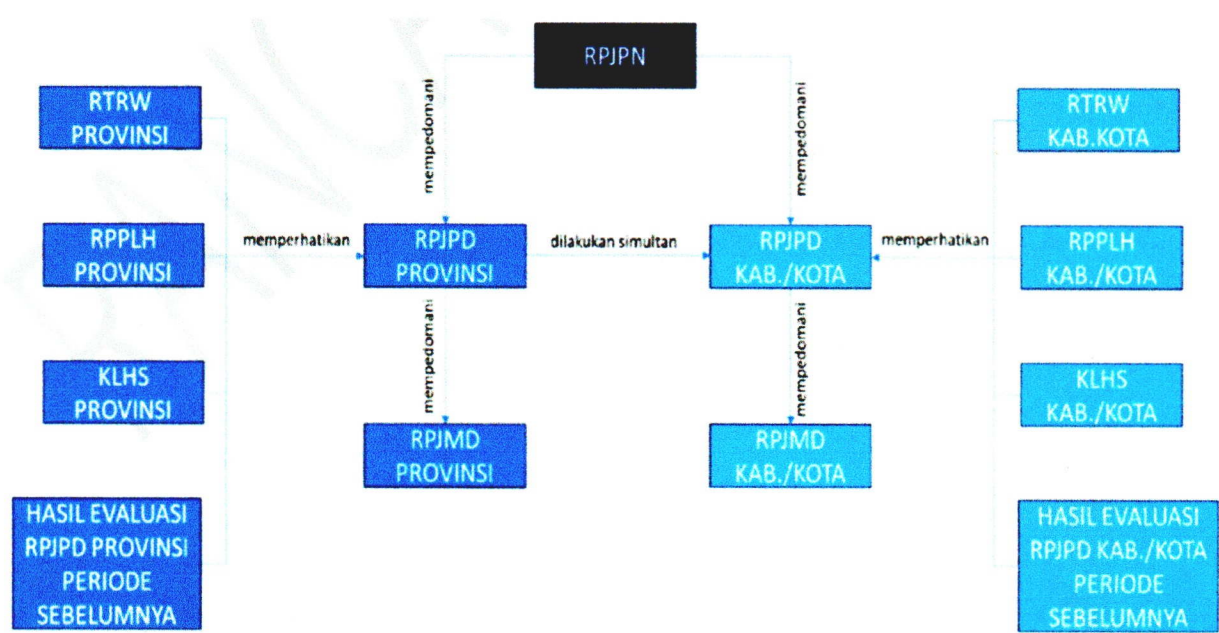 RPJPN
RTRW
PROVINSI
RTRW
KAB.KOTA
mempedomani
mempedomani
RPPLH
PROVINSI
memperhatikan
RPJPD
PROVINSI
dilakukan simultan
RPJPD
KAB./KOTA
memperhatikan
RPPLH
KAB./KOTA
mempedomani
mempedomani
KLHS
PROVINSI
KLHS
KAB./KOTA
RPJMD
PROVINSI
RPJMD
KAB./KOTA
HASIL EVALUASI
RPJPD PROVINSI
PERIODE
SEBELUMNYA
HASIL EVALUASI
RPJPD KAB./KOTA
PERIODE
SEBELUMNYA